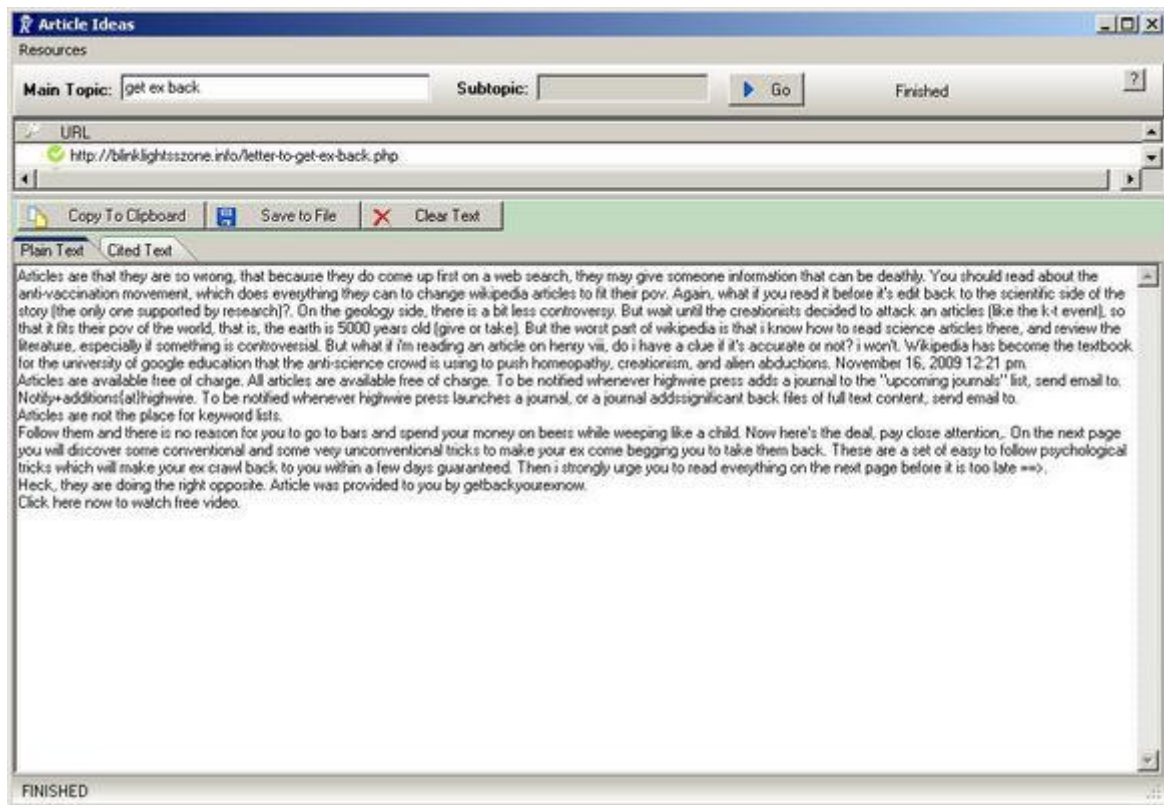 Article Ideas
Resources
Main Topic: get ex back Subtopic: Go Finished ?
URL
http://blinklightsszone.info/letter-to-get-ex-back.php
Copy To Clipboard Save to File Clear Text
Plain Text Cited Text
Articles are that they are so wrong, that because they do come up first on a web search, they may give someone information that can be deathly. You should read about the
anti-vaccination movement, which does everything they can to change wikipedia articles to fit their pov. Again, what if you read it before it's edit back to the scientific side of the
story (the only one supported by research)?. On the geology side, there is a bit less controversy. But wait until the creationists decided to attack an articles (like the k-t event), so
that it fits their pov of the world, that is, the earth is 5000 years old (give or take). But the worst part of wikipedia is that i know how to read science articles there, and review the
literature, especially if something is controversial. But what if i'm reading an article on henry viii, do i have a clue if it's accurate or not? i won't. Wikipedia has become the textbook
for the university of google education that the anti-science crowd is using to push homeopathy, creationism, and alien abductions. November 16, 2009 12:21 pm.
Articles are available free of charge. All articles are available free of charge. To be notified whenever highwire press adds a journal to the "upcoming journals" list, send email to.
Notify+additions[at]highwire. To be notified whenever highwire press launches a journal, or a journal addssignificant back files of full text content, send email to.
Articles are not the place for keyword lists.
Follow them and there is no reason for you to go to bars and spend your money on beers while weeping like a child. Now here's the deal, pay close attention,. On the next page
you will discover some conventional and some very unconventional tricks to make your ex come begging you to take them back. These are a set of easy to follow psychological
tricks which will make your ex crawl back to you within a few days guaranteed. Then i strongly urge you to read everything on the next page before it is too late ==>.
Heck, they are doing the right opposite. Article was provided to you by getbackyourexnow.
Click here now to watch free video.
FINISHED